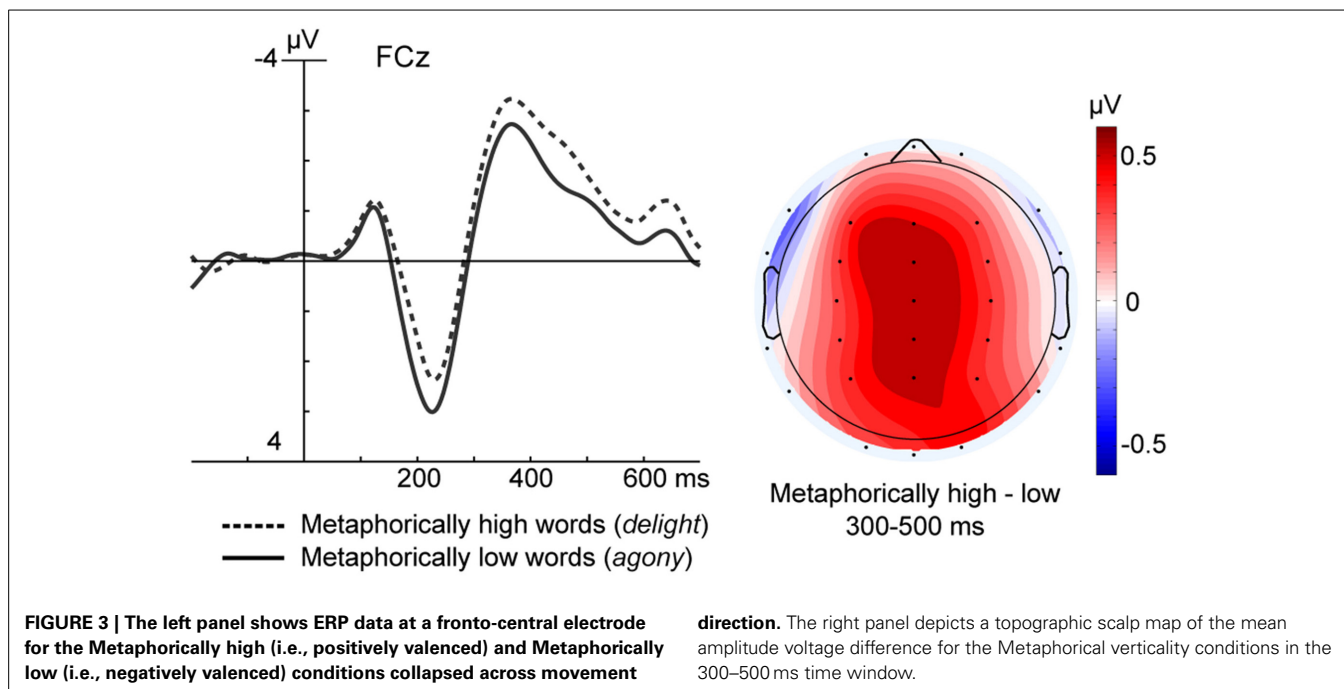 -4
µV
FCz
4
200
400
600 ms
Metaphorically high words (delight)
Metaphorically low words (agony)
µV
0.5
0
-0.5
Metaphorically high - low
300-500 ms
FIGURE 3 | The left panel shows ERP data at a fronto-central electrode
for the Metaphorically high (i.e., positively valenced) and Metaphorically
low (i.e., negatively valenced) conditions collapsed across movement
direction. The right panel depicts a topographic scalp map of the mean
amplitude voltage difference for the Metaphorical verticality conditions in the
300–500 ms time window.